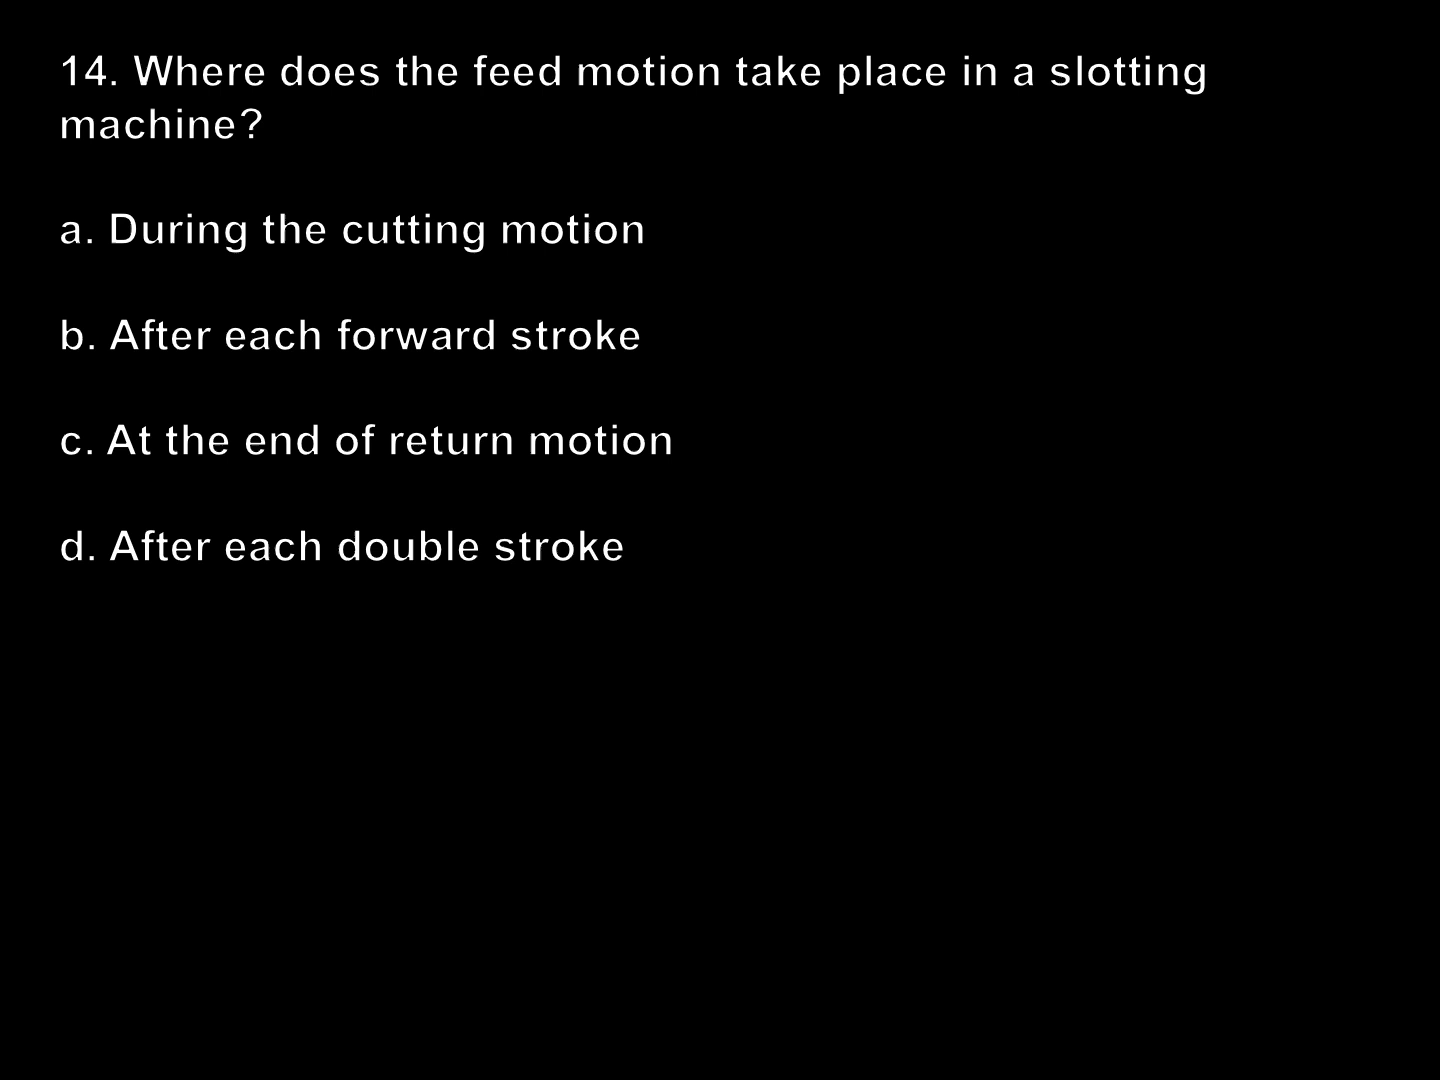 14. Where does the feed motion take place in a slotting
machine?
a. During the cutting motion
b. After each forward stroke
c. At the end of return motion
d. After each double stroke